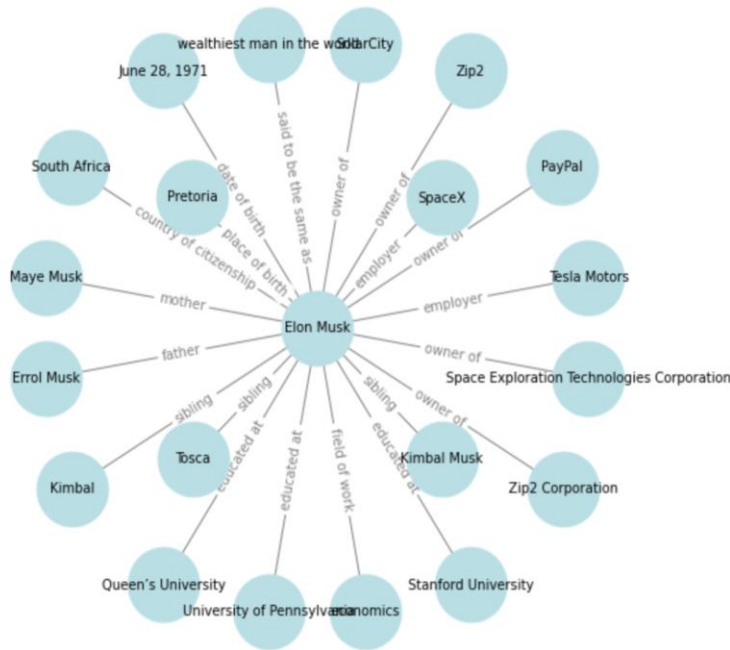 wealthiest man in the world
SolarCity
June 28, 1971
Zip2
said to be the same as
owner of
South Africa
date of birth
owner of
PayPal
Pretoria
SpaceX
country of citizenship
place of birth
employer
owner of
Maye Musk
mother
employer
Tesla Motors
Elon Musk
Errol Musk
father
owner of
Space Exploration Technologies Corporation
sibling
sibling
sibling
owner of
Kimbal
Tosca
educated at
educated at
field of work
educated at
Kimbal Musk
Zip2 Corporation
Queen's University
University of Pennsylvania
economics
Stanford University